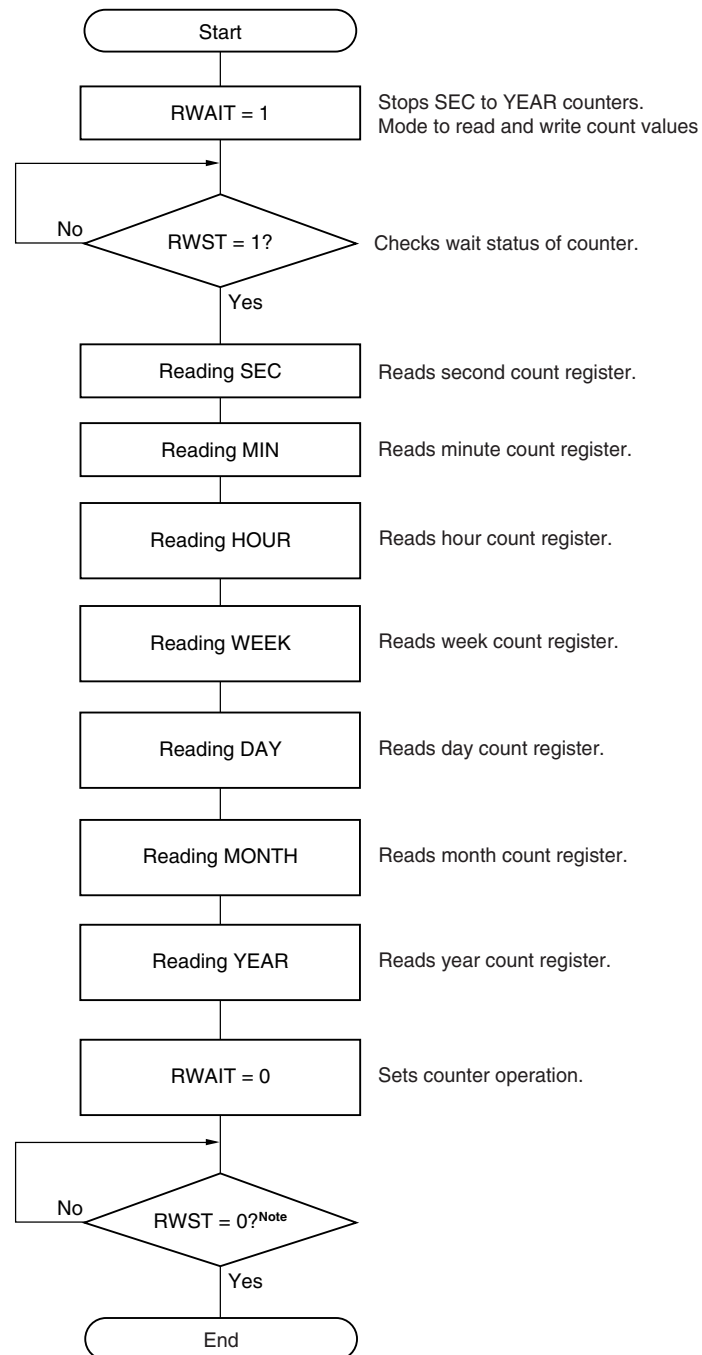 Start
RWAIT = 1
Stops SEC to YEAR counters.
Mode to read and write count values
No
RWST = 1?
Checks wait status of counter.
Yes
Reading SEC
Reads second count register.
Reading MIN
Reads minute count register.
Reading HOUR
Reads hour count register.
Reading WEEK
Reads week count register.
Reading DAY
Reads day count register.
Reading MONTH
Reads month count register.
Reading YEAR
Reads year count register.
RWAIT = 0
Sets counter operation.
No
RWST = 0?Note
Yes
End